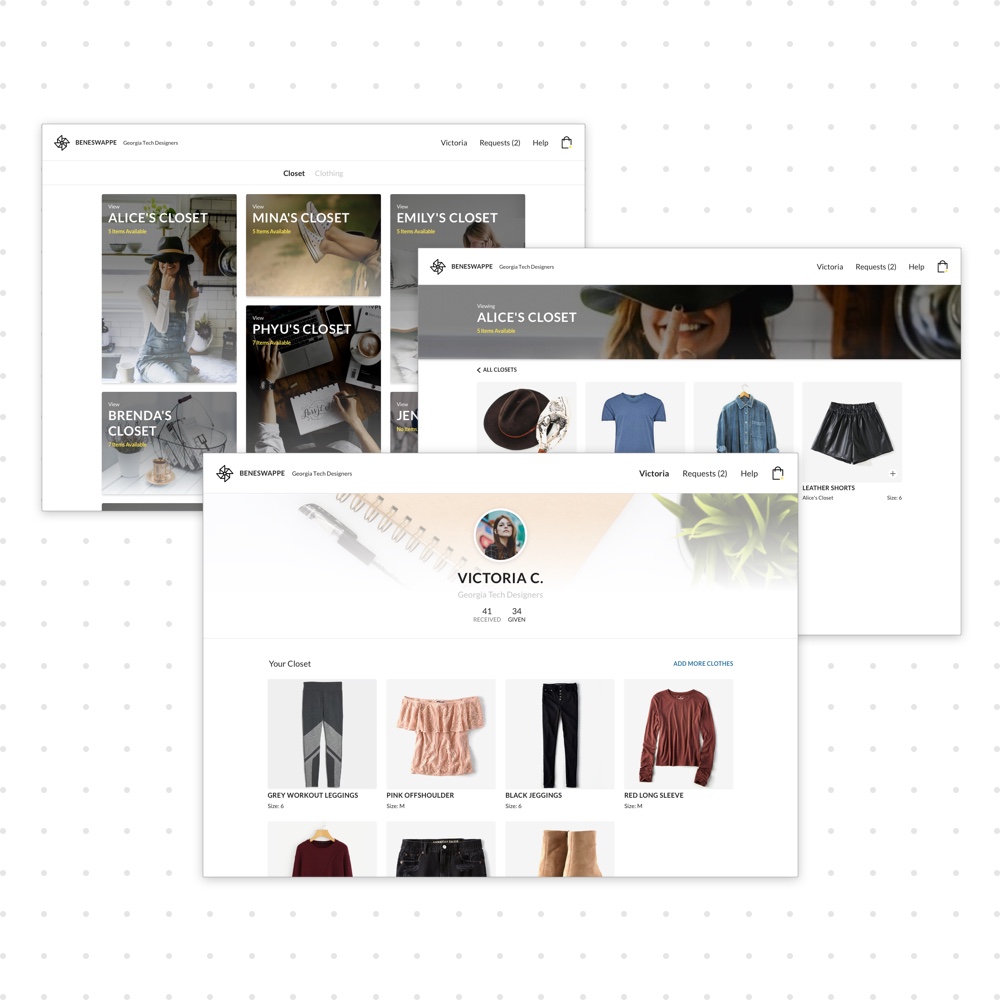 BENESWAPPE Georgia Tech Designers Victoria Requests (2) Help
Closet Clothing
View
ALICE'S CLOSET
5 Items Available
View
MINA'S CLOSET
5 Items Available
View
EMILY'S CLOSET
5 Items Available
View
PHYU'S CLOSET
7 Items Available
View
BRENDA'S
CLOSET
7 Items Available
JEN
No Items
BENESWAPPE Georgia Tech Designers Victoria Requests (2) Help
Viewing
ALICE'S CLOSET
5 Items Available
ALL CLOSETS
LEATHER SHORTS
Alice's Closet Size: 6
BENESWAPPE Georgia Tech Designers Victoria Requests (2) Help
VICTORIA C.
Georgia Tech Designers
41 34
RECEIVED GIVEN
Your Closet ADD MORE CLOTHES
GREY WORKOUT LEGGINGS
Size: 6
PINK OFFSHOULDER
Size: M
BLACK JEGGINGS
Size: 6
RED LONG SLEEVE
Size: M